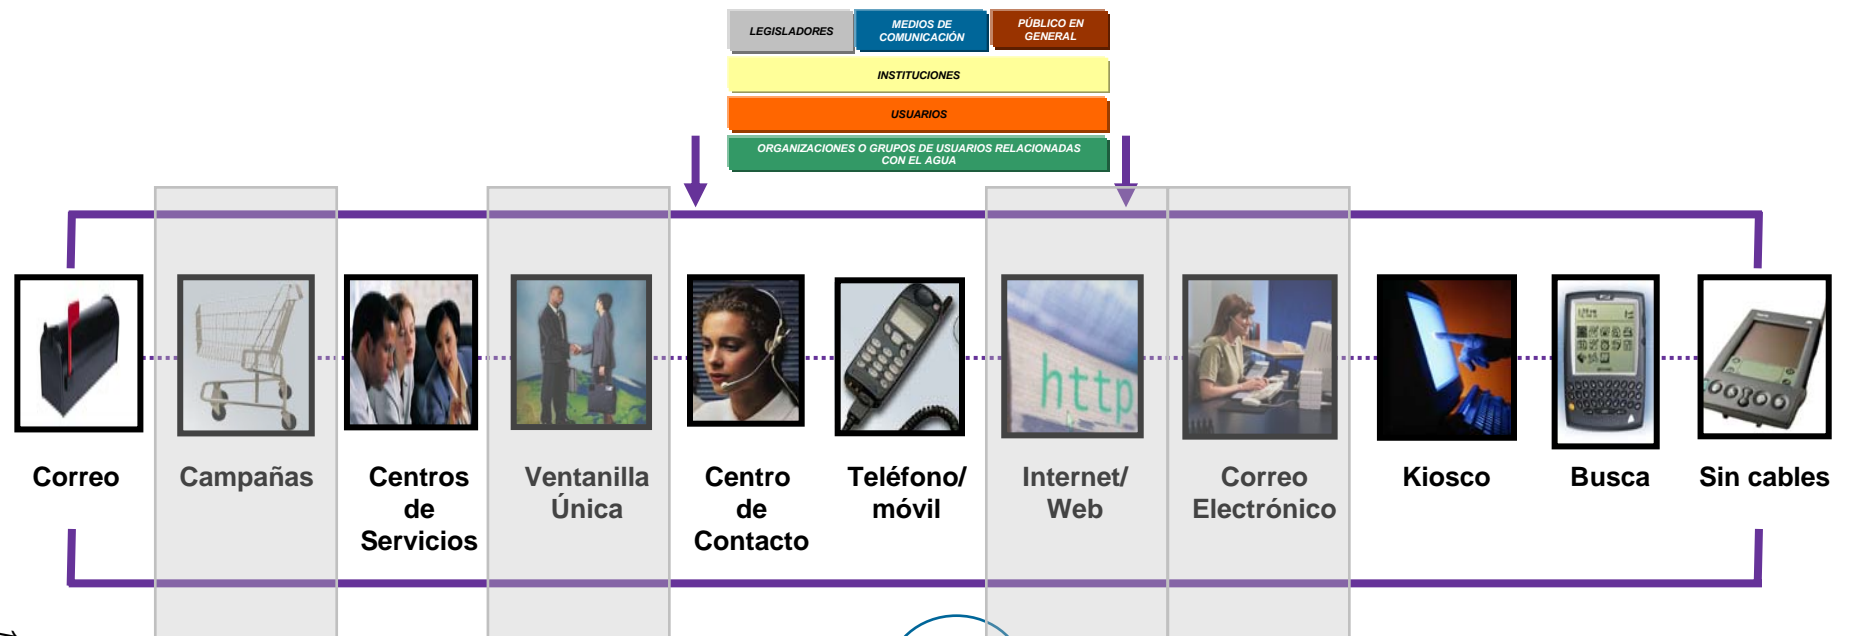 LEGISLADORES
MEDIOS DE
COMUNICACIÓN
PÚBLICO EN
GENERAL
INSTITUCIONES
USUARIOS
ORGANIZACIONES O GRUPOS DE USUARIOS RELACIONADAS
CON EL AGUA
http
Correo
Campañas
Centros
de
Servicios
Ventanilla
Única
Centro
de
Contacto
Teléfono/
móvil
Internet/
Web
Correo
Electrónico
Kiosco
Busca
Sin cables